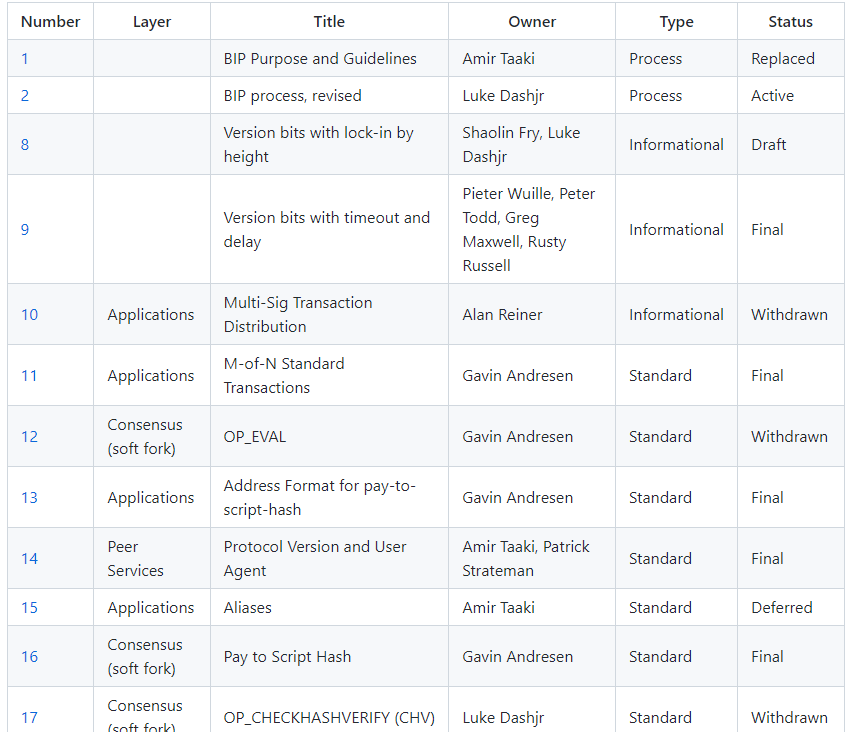 Number Layer Title Owner Type Status
1 BIP Purpose and Guidelines Amir Taaki Process Replaced
2 BIP process, revised Luke Dashjr Process Active
8 Version bits with lock-in by
height Shaolin Fry, Luke
Dashjr Informational Draft
9 Version bits with timeout and
delay Pieter Wuille, Peter
Todd, Greg
Maxwell, Rusty
Russell Informational Final
10 Applications Multi-Sig Transaction
Distribution Alan Reiner Informational Withdrawn
11 Applications M-of-N Standard
Transactions Gavin Andresen Standard Final
12 Consensus
(soft fork) OP_EVAL Gavin Andresen Standard Withdrawn
13 Applications Address Format for pay-to-
script-hash Gavin Andresen Standard Final
14 Peer
Services Protocol Version and User
Agent Amir Taaki, Patrick
Strateman Standard Final
15 Applications Aliases Amir Taaki Standard Deferred
16 Consensus
(soft fork) Pay to Script Hash Gavin Andresen Standard Final
17 Consensus
(soft fork) OP_CHECKHASHVERIFY (CHV) Luke Dashjr Standard Withdrawn